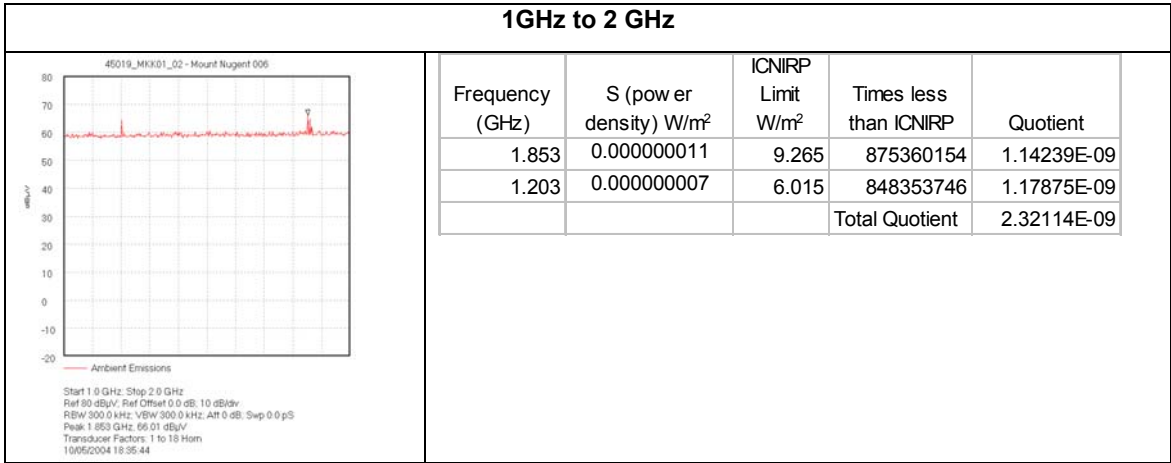 1GHz to 2 GHz
45019_MKK01_02 - Mount Nugent 006
80
70
60
50
40
30
20
10
0
-10
-20
dBµV
Ambient Emissions
Start 1.0 GHz; Stop 2.0 GHz
Ref 80 dBµV; Ref Offset 0.0 dB; 10 dB/div
RBW 300.0 kHz; VBW 300.0 kHz; Att 0 dB; Swp 0.0 pS
Peak 1.853 GHz, 66.01 dBµV
Transducer Factors: 1 to 18 Horn
10/05/2004 18:35:44
Frequency (GHz) S (pow er density) W/m² ICNIRP Limit W/m² Times less than ICNIRP Quotient
1.853 0.000000011 9.265 875360154 1.14239E-09
1.203 0.000000007 6.015 848353746 1.17875E-09
Total Quotient 2.32114E-09